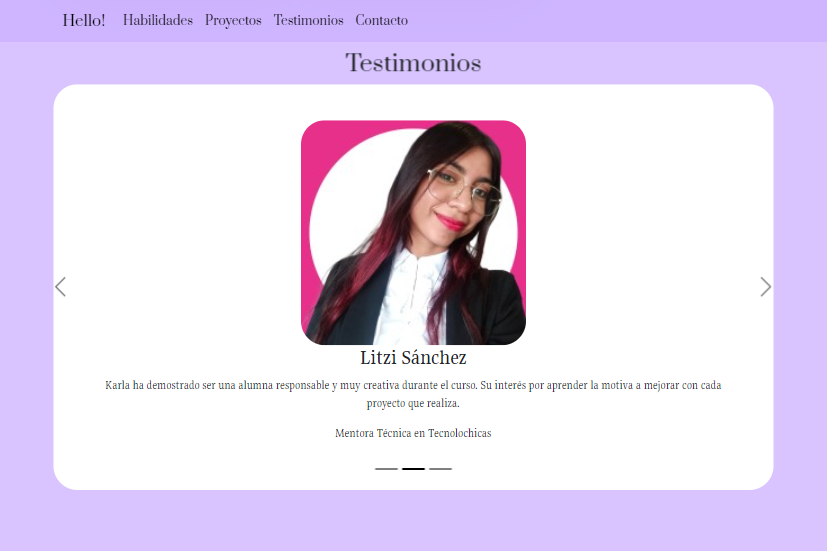 Hello! Habilidades Proyectos Testimonios Contacto
Testimonios
Litzi Sánchez
Karla ha demostrado ser una alumna responsable y muy creativa durante el curso. Su interés por aprender la motiva a mejorar con cada
proyecto que realiza.
Mentora Técnica en Tecnolochicas